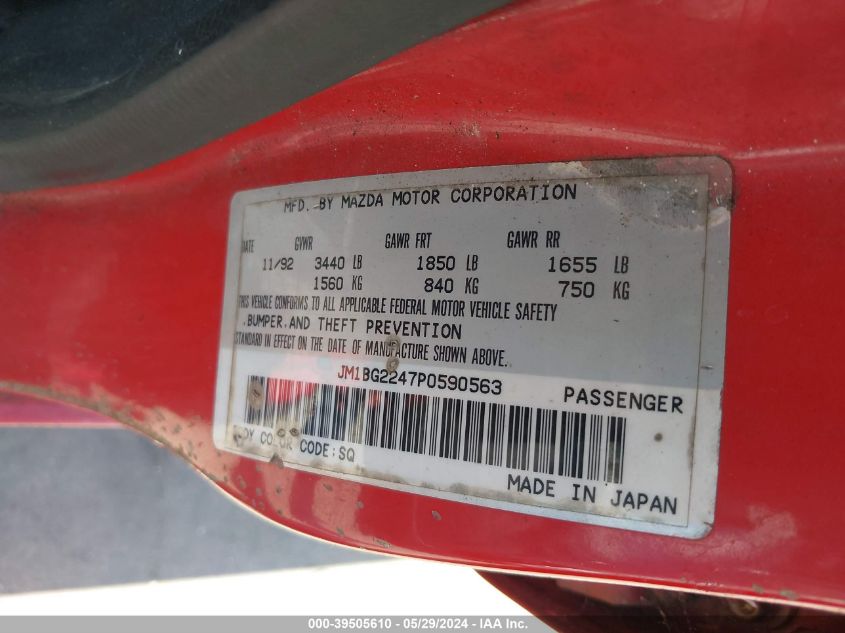 MFD. BY MAZDA MOTOR CORPORATION
DATE GVWR GAWR FRT GAWR RR
11/92 3440 LB 1850 LB 1655 LB
1560 KG 840 KG 750 KG
THIS VEHICLE CONFORMS TO ALL APPLICABLE FEDERAL MOTOR VEHICLE SAFETY
, BUMPER, AND THEFT PREVENTION
STANDARD IN EFFECT ON THE DATE OF MANUFACTURE SHOWN ABOVE.
JM1BG2247P0590563 PASSENGER
BODY COLOR CODE:SQ
MADE IN JAPAN
000-39505610 - 05/29/2024 - IAA, Inc.